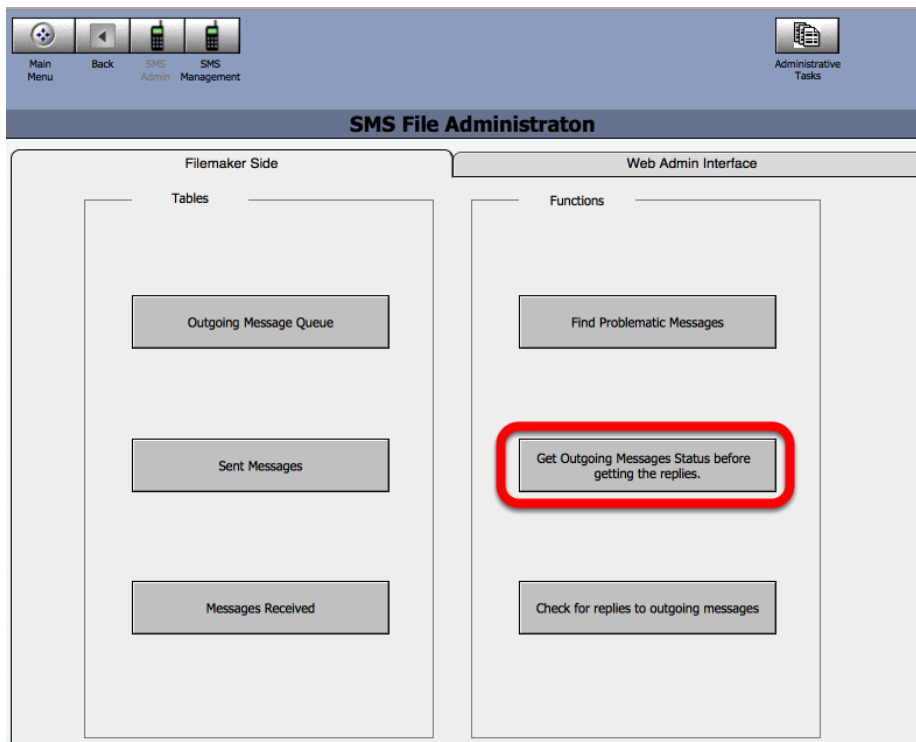 Main
Menu
Back
SMS
Admin
SMS
Management
Administrative
Tasks
SMS File Administraton
Filemaker Side
Web Admin Interface
Tables
Functions
Outgoing Message Queue
Find Problematic Messages
Sent Messages
Get Outgoing Messages Status before
getting the replies.
Messages Received
Check for replies to outgoing messages